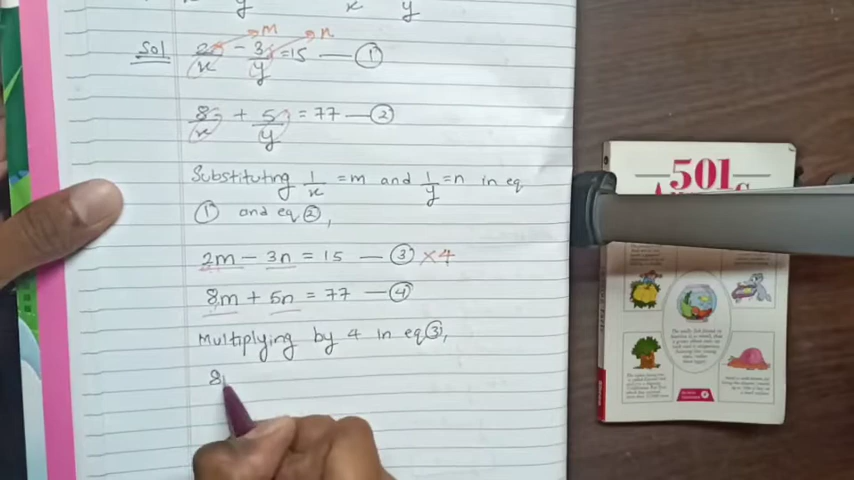 x y
Sol 2/x - 3/y = 15 — ①
m n
8/x + 5/y = 77 — ②
Substituting 1/x = m and 1/y = n in eq
① and eq ②,
2m - 3n = 15 — ③ ×4
8m + 5n = 77 — ④
Multiplying by 4 in eq ③,
8
501